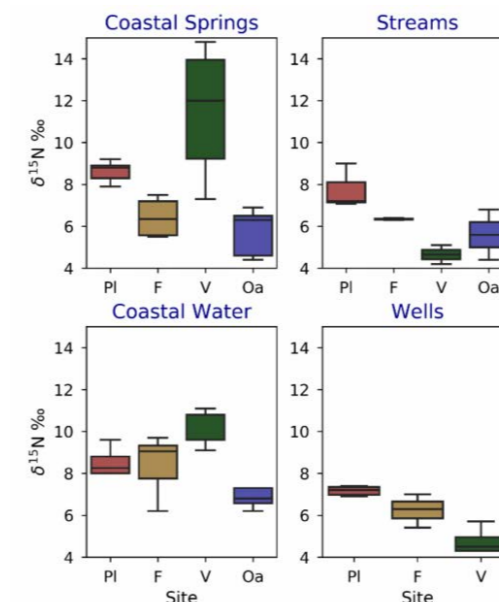 Coastal Springs
Streams
δ¹⁵N ‰
14
12
10
8
6
4
14
12
10
8
6
4
Pl F V Oa
Pl F V Oa
Coastal Water
Wells
δ¹⁵N ‰
14
12
10
8
6
4
14
12
10
8
6
4
Pl F V Oa
Pl F V
Site
Site